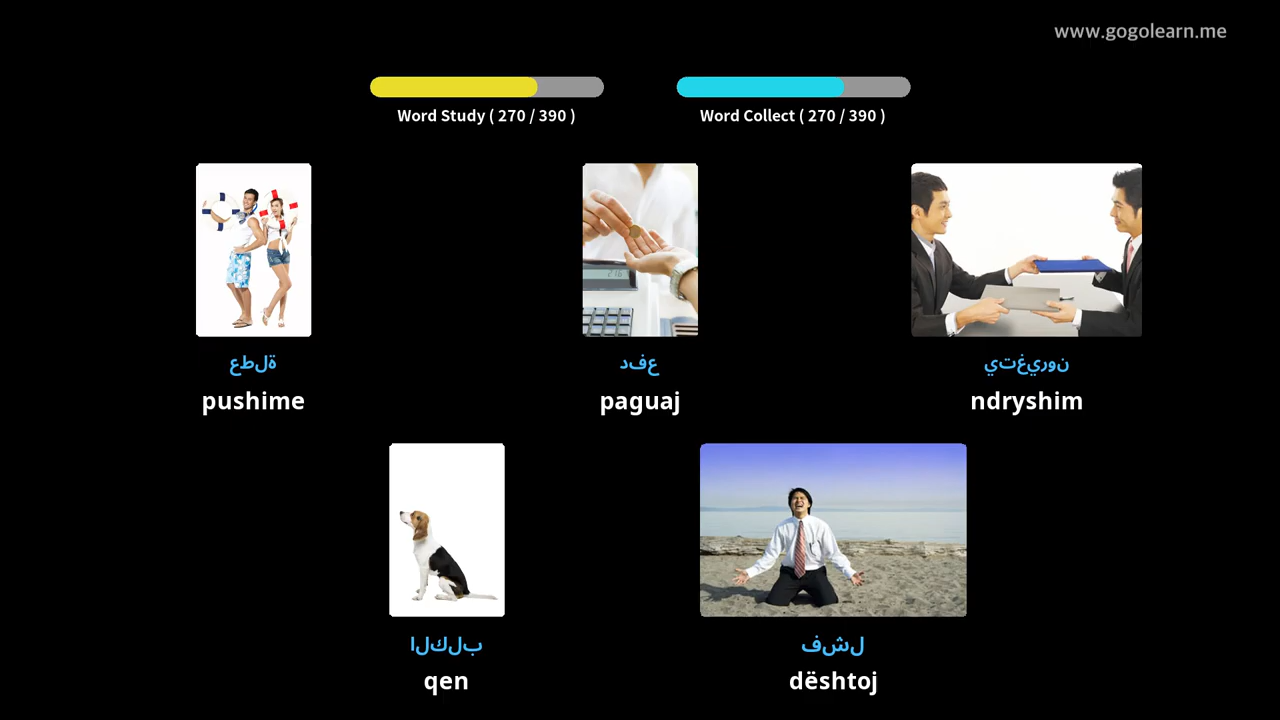 www.gogolearn.me
Word Study ( 270 / 390 )
Word Collect ( 270 / 390 )
عطلة
دفع
يتغيرون
pushime
paguaj
ndryshim
الكلب
فشل
qen
dështoj